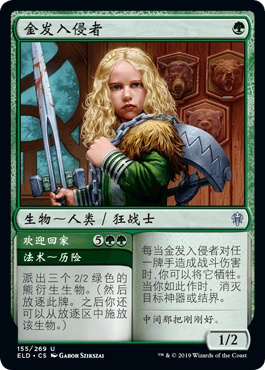 金发入侵者
生物～人类 / 狂战士
欢迎回家 5
法术～历险
派出三个 2/2 绿色的
熊衍生生物。（然后
放逐此牌。之后你还
可以从放逐区中施放
该生物。）
每当金发入侵者对任
一牌手造成战斗伤害
时，你可以将它牺牲。
当你如此作时，消灭
目标神器或结界。
中间那把刚刚好。
1/2
155/269 U
ELD • CS GABOR SZIKSZAI
™ & © 2019 Wizards of the Coast